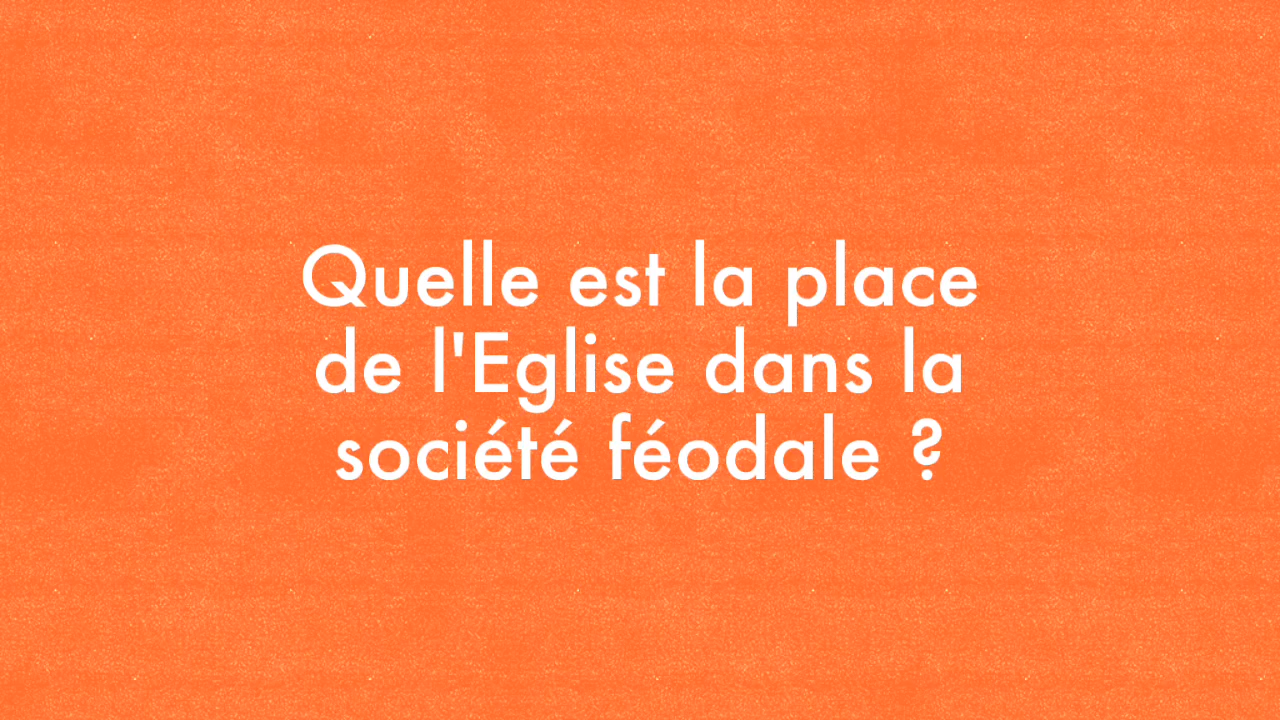 Quelle est la place
de l'Eglise dans la
société féodale ?